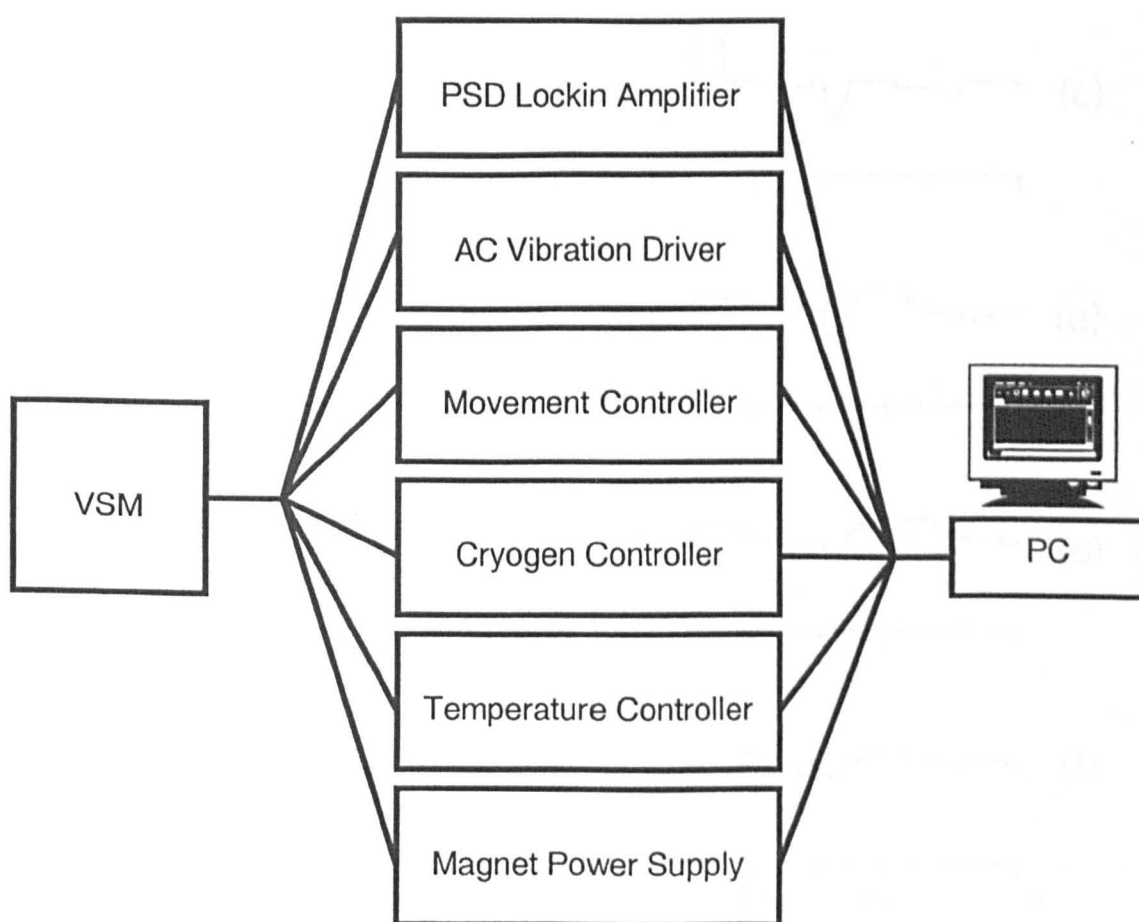 PSD Lockin Amplifier
AC Vibration Driver
Movement Controller
VSM
Cryogen Controller
PC
Temperature Controller
Magnet Power Supply